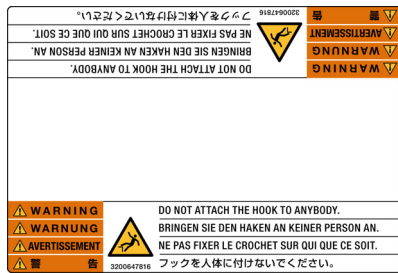 ⚠ WARNING DO NOT ATTACH THE HOOK TO ANYBODY.
⚠ WARNUNG BRINGEN SIE DEN HAKEN AN KEINER PERSON AN.
⚠ AVERTISSEMENT NE PAS FIXER LE CROCHET SUR QUI QUE CE SOIT.
⚠ 警 告 3200647816 フックを人体に付けないでください。
⚠ WARNING DO NOT ATTACH THE HOOK TO ANYBODY.
⚠ WARNUNG BRINGEN SIE DEN HAKEN AN KEINER PERSON AN.
⚠ AVERTISSEMENT NE PAS FIXER LE CROCHET SUR QUI QUE CE SOIT.
⚠ 警 告 3200647816 フックを人体に付けないでください。